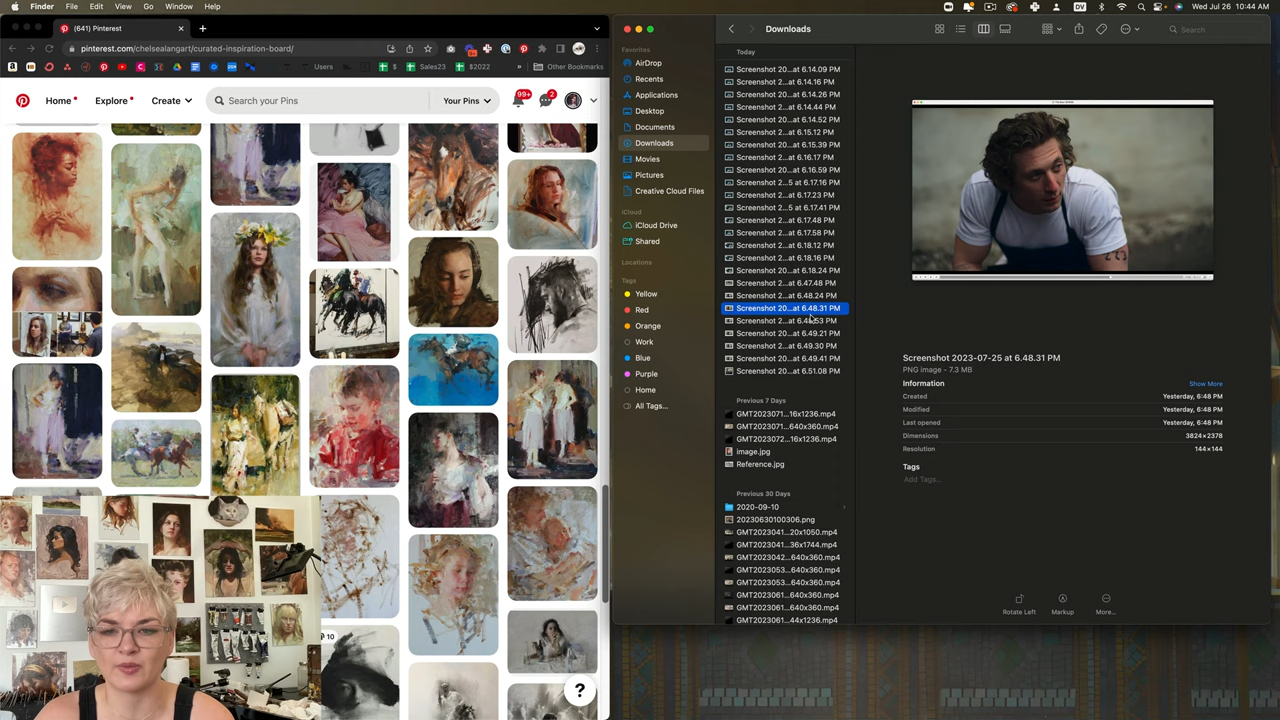 Finder File Edit View Go Window Help
DV
Wed Jul 26 10:44 AM
(641) Pinterest
pinterest.com/chelsealangart/curated-inspiration-board/
Users
$
Sales23
$2022
»
Other Bookmarks
Home
Explore
Create
Search your Pins
Your Pins
99+
2
10
?
Downloads
Search
Favorites
AirDrop
Recents
Applications
Desktop
Documents
Downloads
Movies
Pictures
Creative Cloud Files
iCloud
iCloud Drive
Shared
Locations
Tags
Yellow
Red
Orange
Work
Blue
Purple
Home
All Tags...
Today
Screenshot 20...at 6.14.09 PM
Screenshot 2...at 6.14.16 PM
Screenshot 20...at 6.14.26 PM
Screenshot 2...at 6.14.44 PM
Screenshot 20...at 6.14.52 PM
Screenshot 2...at 6.15.12 PM
Screenshot 20...at 6.15.39 PM
Screenshot 2...at 6.16.17 PM
Screenshot 20...at 6.16.59 PM
Screenshot 2...5 at 6.17.16 PM
Screenshot 2...at 6.17.23 PM
Screenshot 2...5 at 6.17.41 PM
Screenshot 2...at 6.17.48 PM
Screenshot 2...at 6.17.58 PM
Screenshot 2...at 6.18.12 PM
Screenshot 2...at 6.18.16 PM
Screenshot 20...at 6.18.24 PM
Screenshot 2...at 6.47.48 PM
Screenshot 2...at 6.48.24 PM
Screenshot 20...at 6.48.31 PM
Screenshot 2...at 6.48.53 PM
Screenshot 20...at 6.49.21 PM
Screenshot 2...at 6.49.30 PM
Screenshot 20...at 6.49.41 PM
Screenshot 20...at 6.51.08 PM
Previous 7 Days
GMT2023071...16x1236.mp4
GMT2023071...640x360.mp4
GMT2023072...16x1236.mp4
image.jpg
Reference.jpg
Previous 30 Days
2020-09-10
20230630100306.png
GMT2023041...20x1050.mp4
GMT2023041...36x1744.mp4
GMT2023042...640x360.mp4
GMT2023053...640x360.mp4
GMT2023053...640x360.mp4
GMT2023061...640x360.mp4
GMT2023061...640x360.mp4
GMT2023061...44x1236.mp4
Screenshot 2023-07-25 at 6.48.31 PM
PNG image - 7.3 MB
Information
Show More
Created
Yesterday, 6:48 PM
Modified
Yesterday, 6:48 PM
Last opened
Yesterday, 6:48 PM
Dimensions
3824×2378
Resolution
144×144
Tags
Add Tags...
Rotate Left
Markup
More...